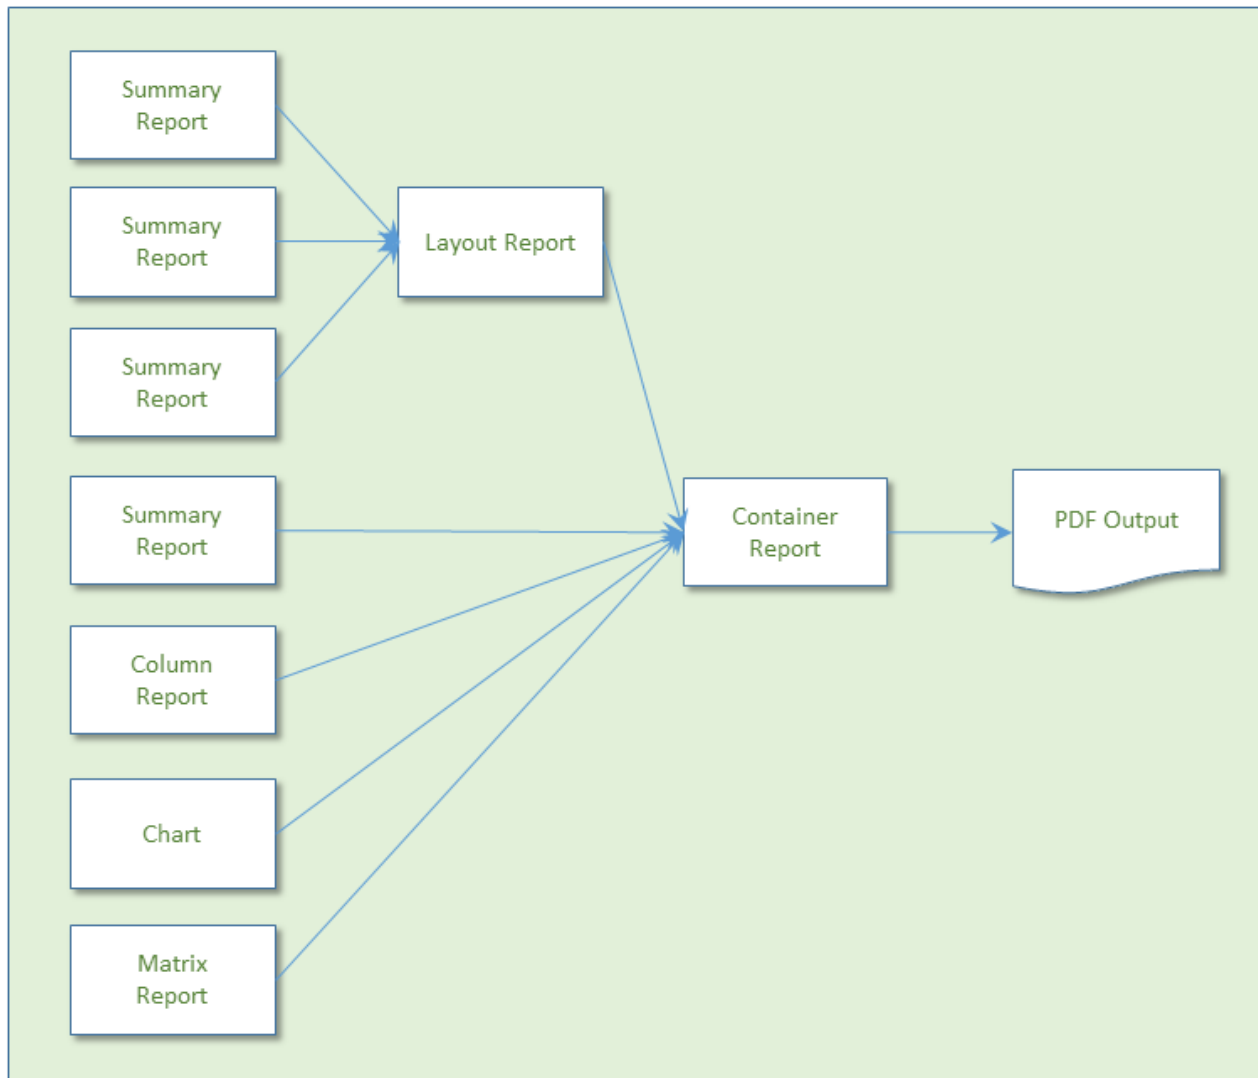 Summary
Report
Summary
Report
Layout Report
Summary
Report
Summary
Report
Container
Report
PDF Output
Column
Report
Chart
Matrix
Report